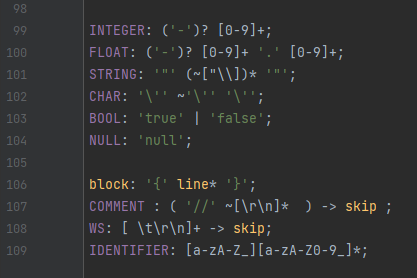 98
99 INTEGER: ('-')? [0-9]+;
100 FLOAT: ('-')? [0-9]+ '.' [0-9]+;
101 STRING: '"' (~["\\])* '"';
102 CHAR: '\'' ~'\'' '\'';
103 BOOL: 'true' | 'false';
104 NULL: 'null';
105
106 block: '{' line* '}';
107 COMMENT : ( '//' ~[\r\n]*  ) -> skip ;
108 WS: [ \t\r\n]+ -> skip;
109 IDENTIFIER: [a-zA-Z_][a-zA-Z0-9_]*;